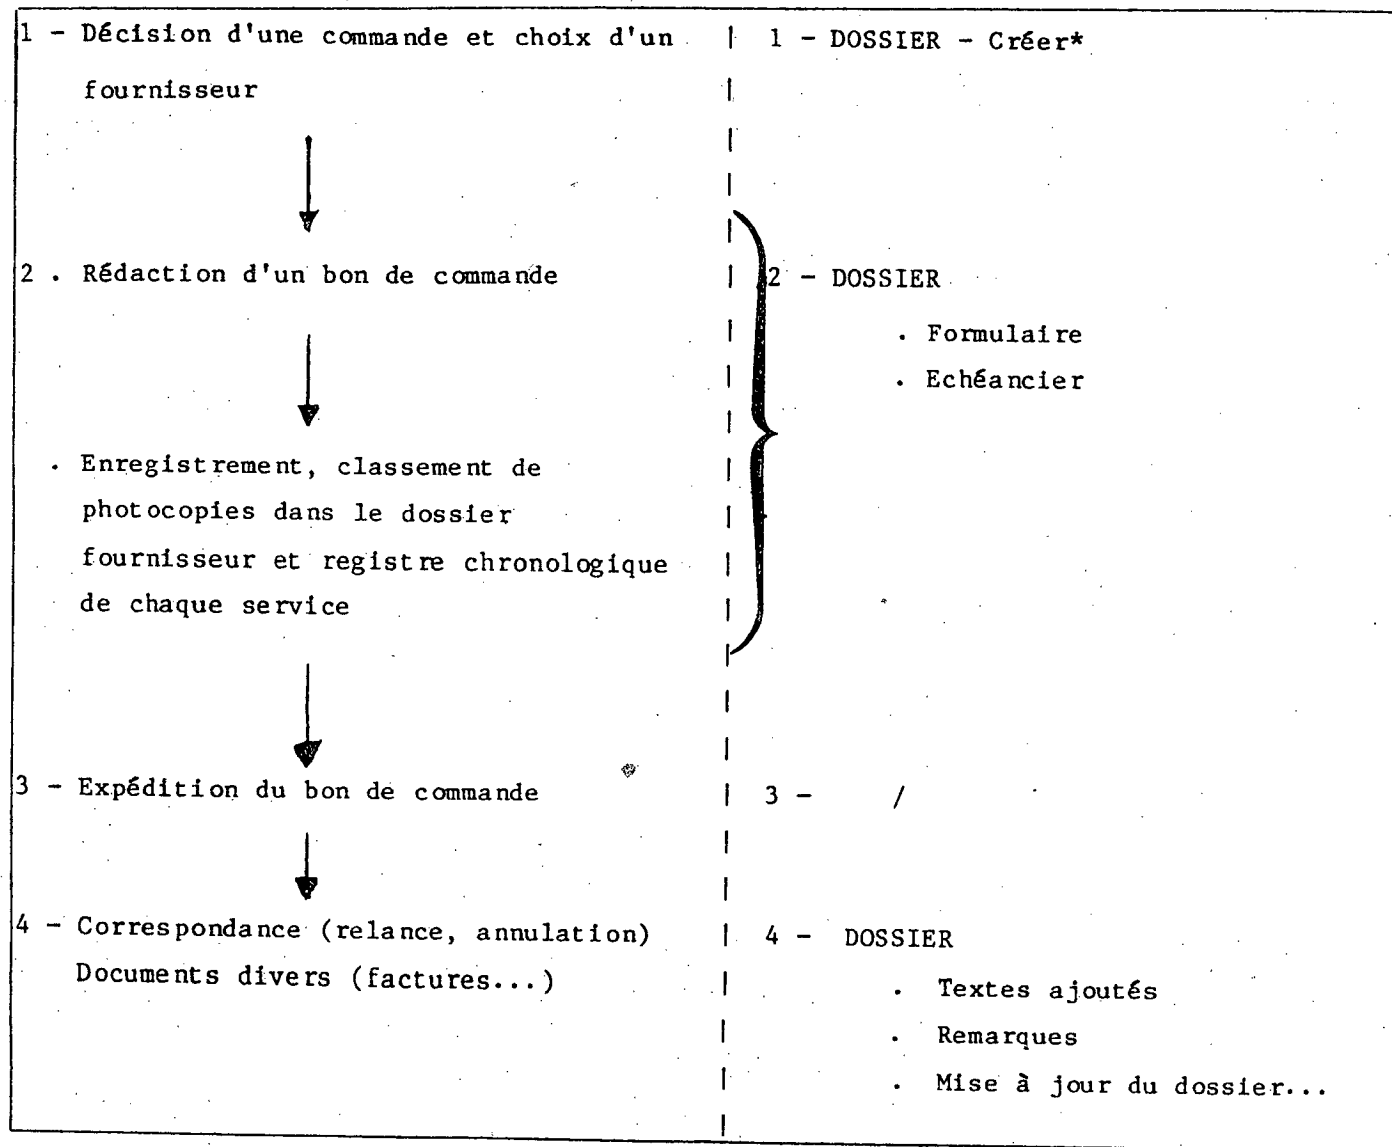 1 - Décision d'une commande et choix d'un
fournisseur
2 . Rédaction d'un bon de commande
. Enregistrement, classement de
photocopies dans le dossier
fournisseur et registre chronologique
de chaque service
3 - Expédition du bon de commande
4 - Correspondance (relance, annulation)
Documents divers (factures...)
1 - DOSSIER - Créer*
2 - DOSSIER
. Formulaire
. Echéancier
3 - /
4 - DOSSIER
. Textes ajoutés
. Remarques
. Mise à jour du dossier...